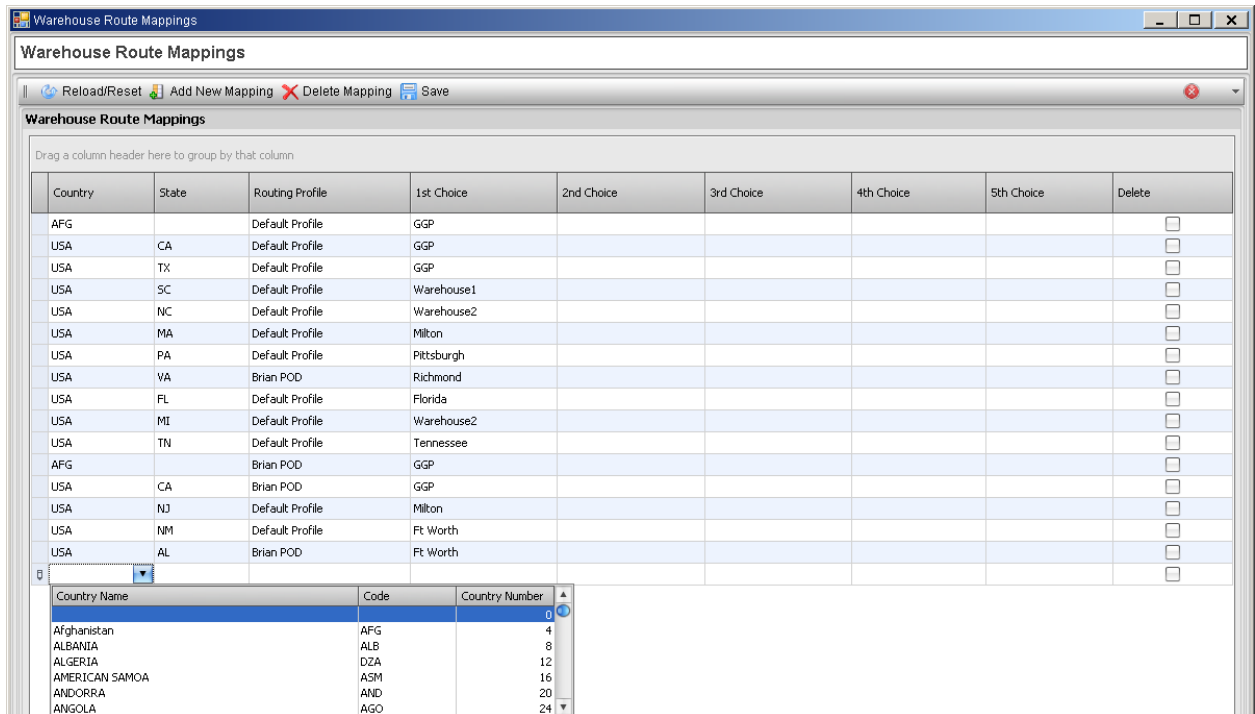 Warehouse Route Mappings
Warehouse Route Mappings
Reload/Reset Add New Mapping Delete Mapping Save
Warehouse Route Mappings
Drag a column header here to group by that column
Country State Routing Profile 1st Choice 2nd Choice 3rd Choice 4th Choice 5th Choice Delete
AFG Default Profile GGP
USA CA Default Profile GGP
USA TX Default Profile GGP
USA SC Default Profile Warehouse1
USA NC Default Profile Warehouse2
USA MA Default Profile Milton
USA PA Default Profile Pittsburgh
USA VA Brian POD Richmond
USA FL Default Profile Florida
USA MI Default Profile Warehouse2
USA TN Default Profile Tennessee
AFG Brian POD GGP
USA CA Brian POD GGP
USA NJ Default Profile Milton
USA NM Default Profile Ft Worth
USA AL Brian POD Ft Worth
Country Name Code Country Number
0
Afghanistan AFG 4
ALBANIA ALB 8
ALGERIA DZA 12
AMERICAN SAMOA ASM 16
ANDORRA AND 20
ANGOLA AGO 24